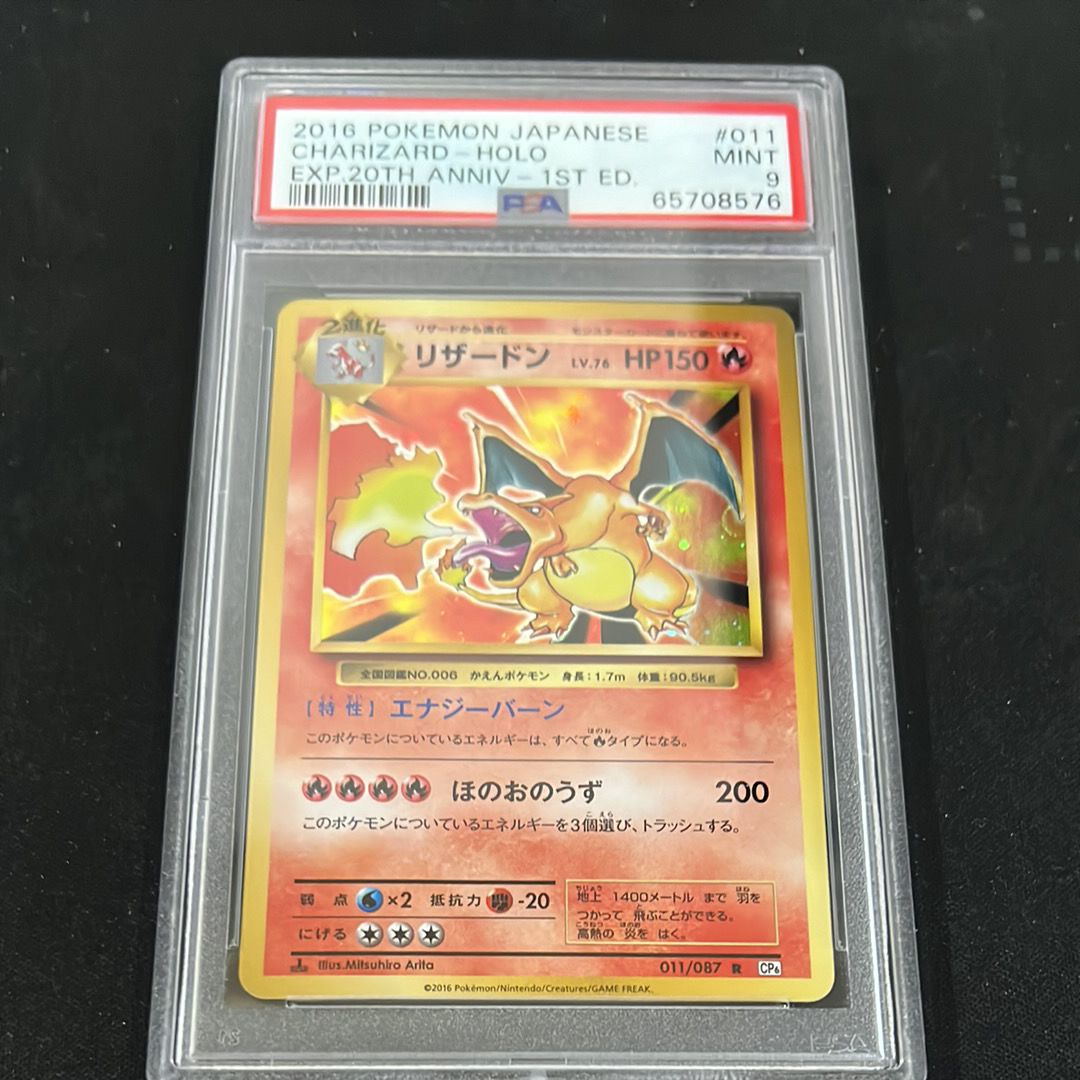 2016 POKEMON JAPANESE #011
CHARIZARD-HOLO MINT
EXP.20TH ANNIV-1ST ED. 9
PSA 65708576
2進化 リザードから進化
リザードン LV.76 HP150
全国図鑑NO.006 かえんポケモン 身長:1.7m 体重:90.5kg
[特性] エナジーバーン
このポケモンについているエネルギーは、すべてタイプになる。
ほのおのうず 200
このポケモンについているエネルギーを3個選び、トラッシュする。
弱点 ×2 抵抗力 -20
にげる
地上 1400メートル まで 羽を
つかって 飛ぶことができる。
高熱の 炎を はく。
Illus.Mitsuhiro Arita 011/087 R CP6
©2016 Pokémon/Nintendo/Creatures/GAME FREAK.